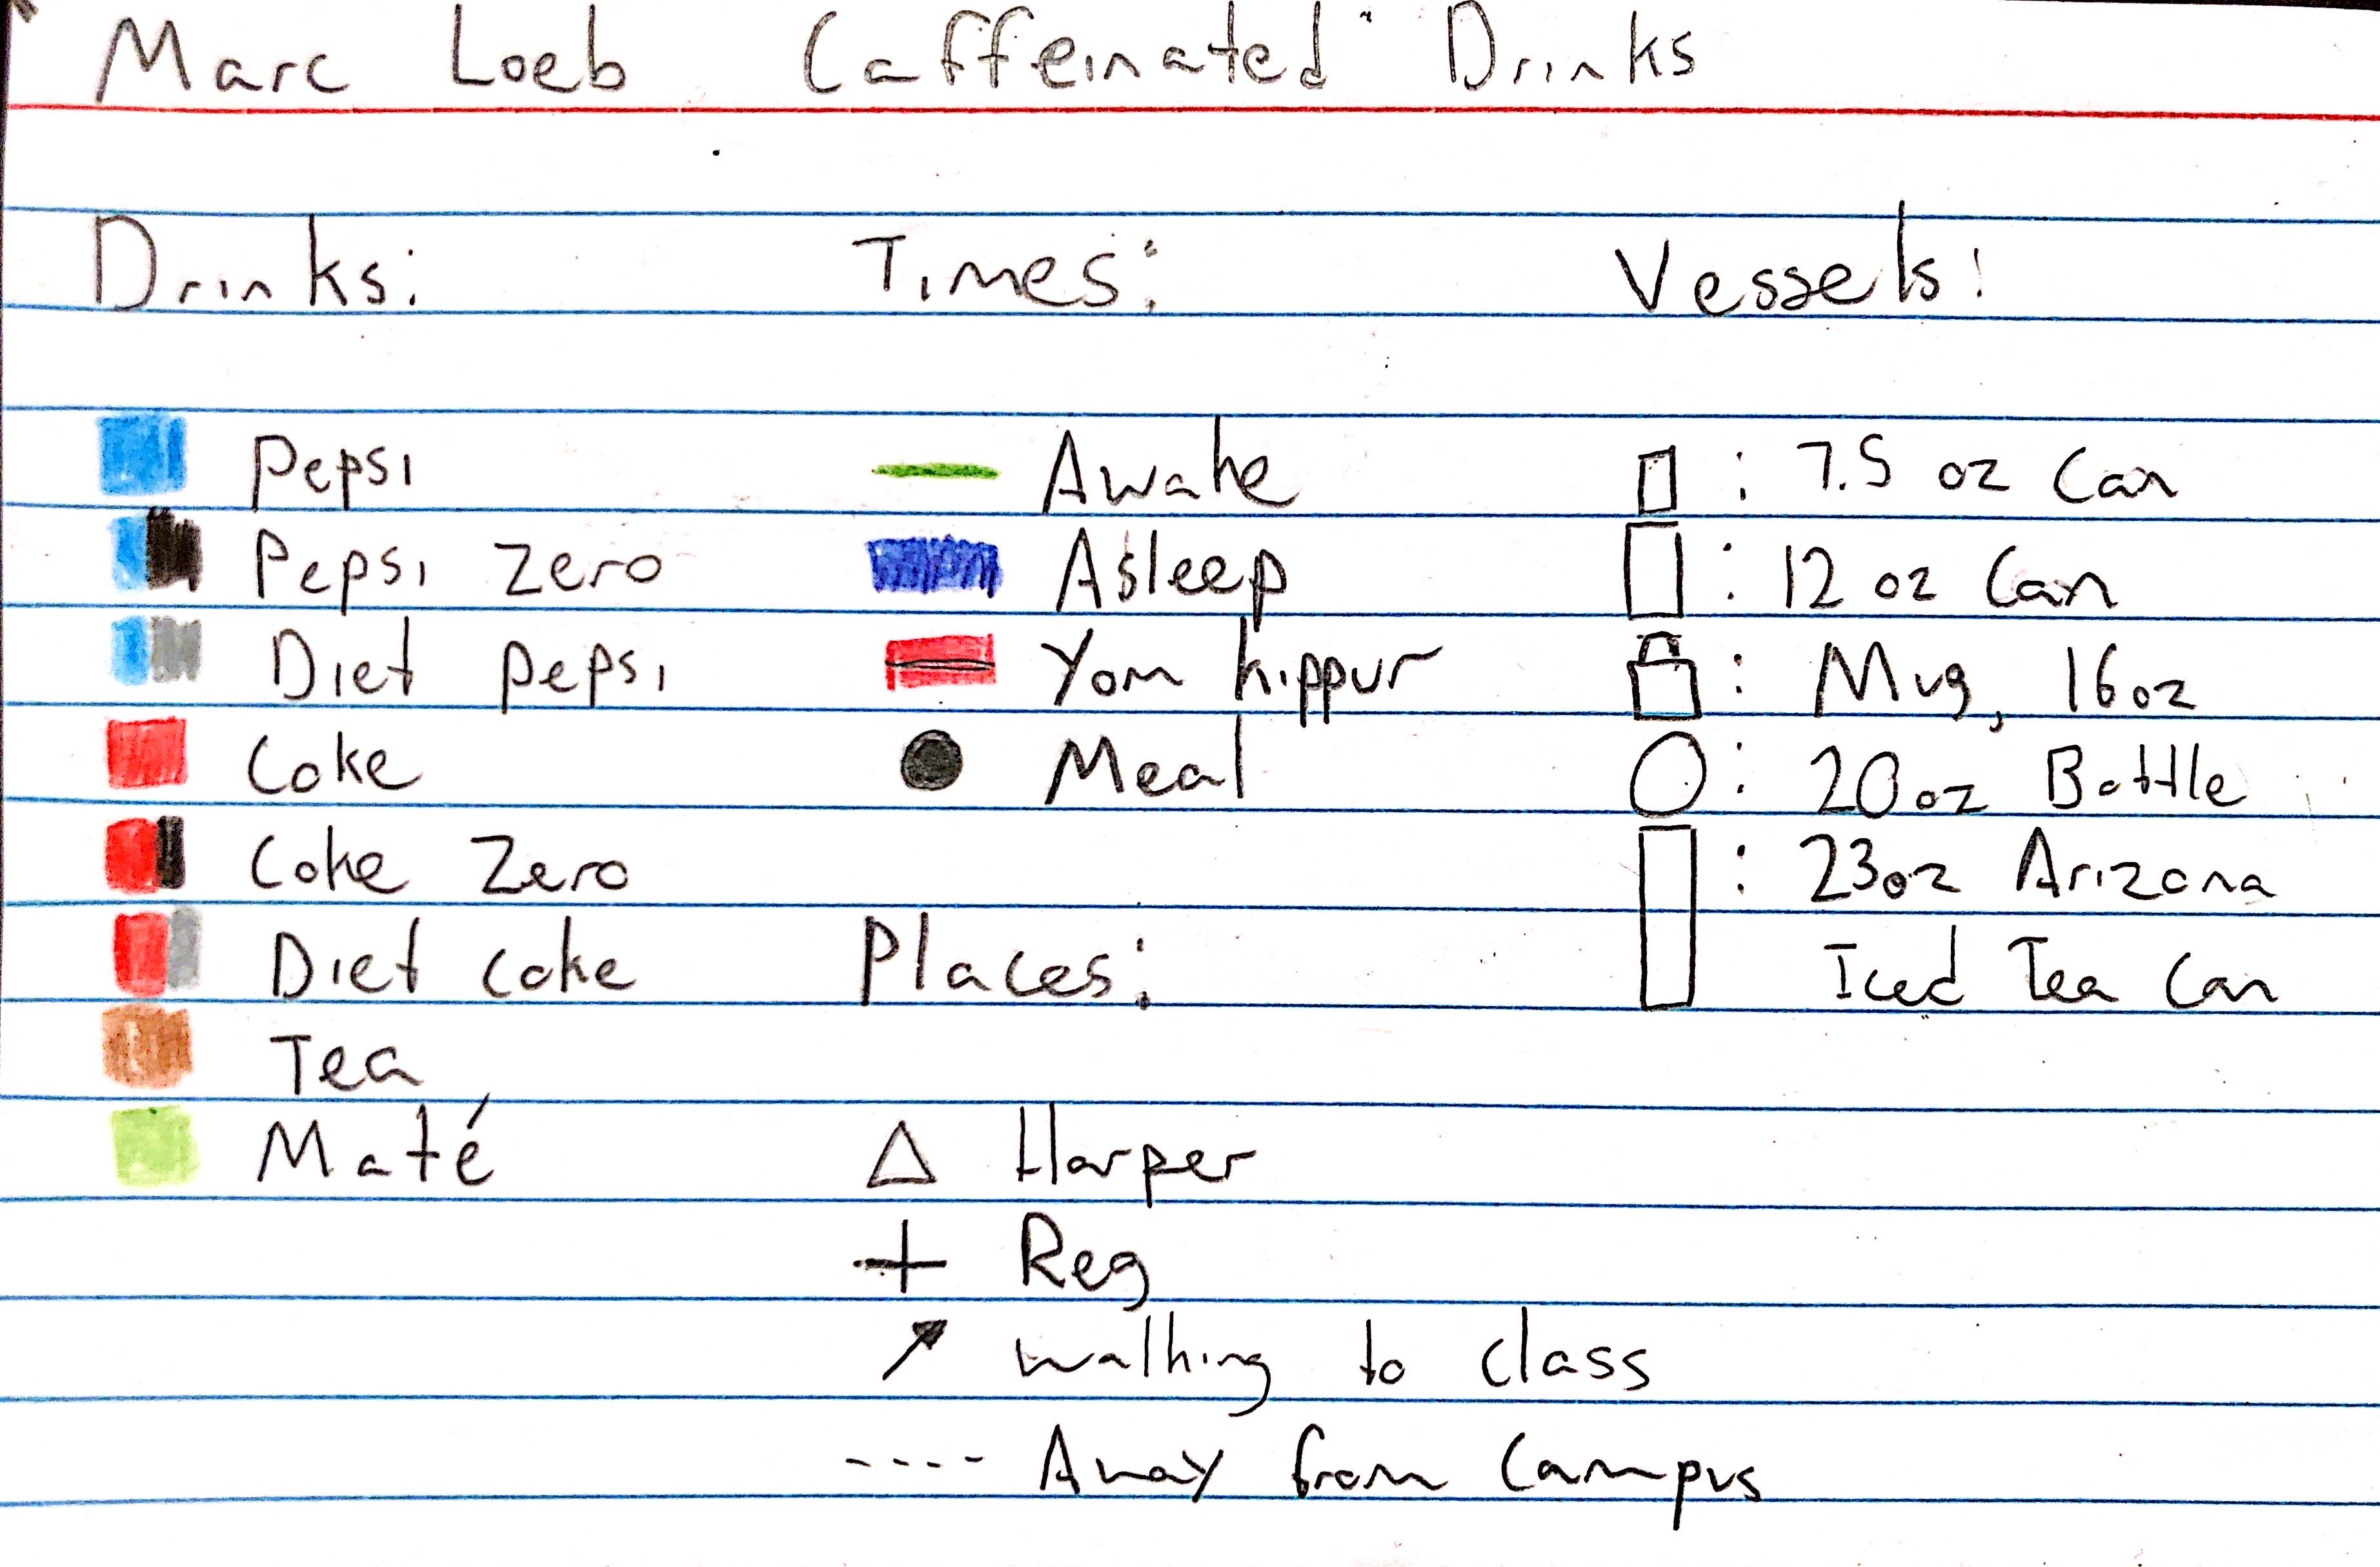 Marc Loeb Caffeinated Drinks
Drinks: Times: Vessels:
Pepsi Awake : 7.5 oz Can
Pepsi Zero Asleep : 12 oz Can
Diet Pepsi Yom Kippur : Mug, 16oz
Coke Meal : 20oz Bottle
Coke Zero : 23oz Arizona
Diet Coke Places: Iced Tea Can
Tea
Maté Harper
Reg
walking to class
Away from Campus